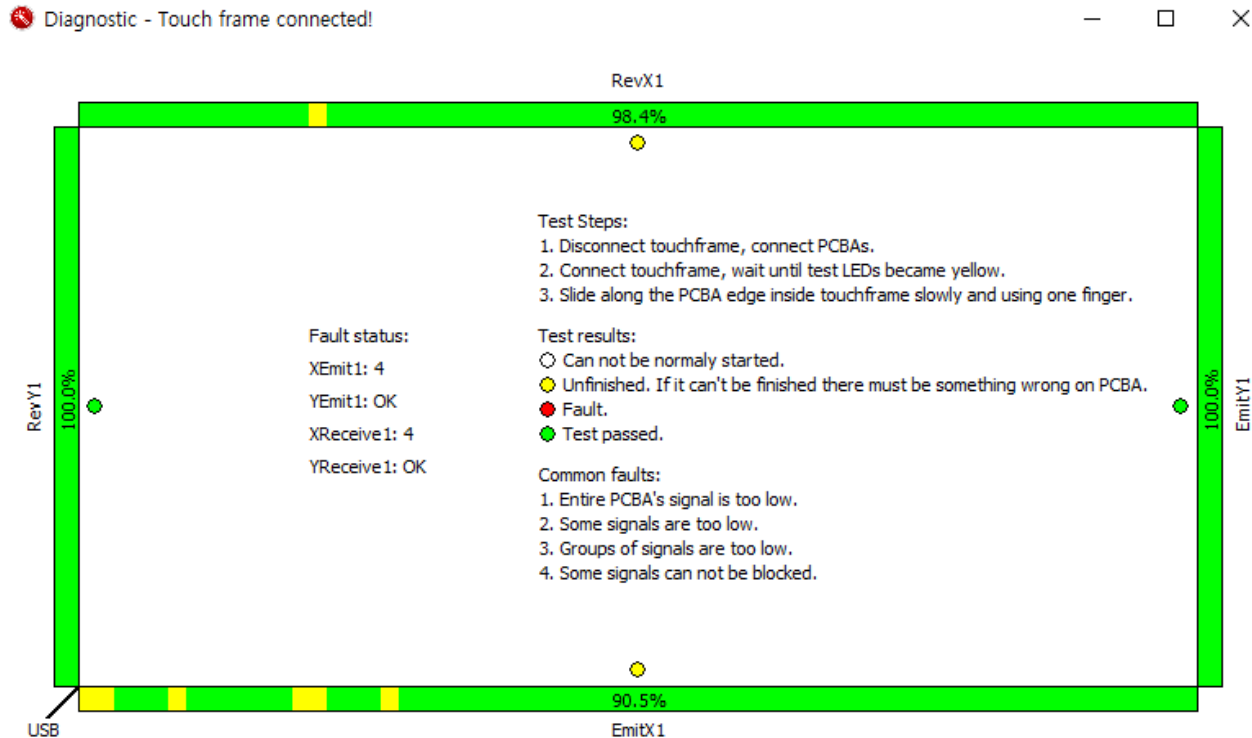 Diagnostic - Touch frame connected!
RevX1
98.4%
Test Steps:
1. Disconnect touchframe, connect PCBAs.
2. Connect touchframe, wait until test LEDs became yellow.
3. Slide along the PCBA edge inside touchframe slowly and using one finger.
Fault status:
XEmit1: 4
YEmit1: OK
XReceive1: 4
YReceive1: OK
Test results:
Can not be normaly started.
Unfinished. If it can't be finished there must be something wrong on PCBA.
Fault.
Test passed.
Common faults:
1. Entire PCBA's signal is too low.
2. Some signals are too low.
3. Groups of signals are too low.
4. Some signals can not be blocked.
RevY1
100.0%
100.0%
EmitY1
90.5%
USB
EmitX1